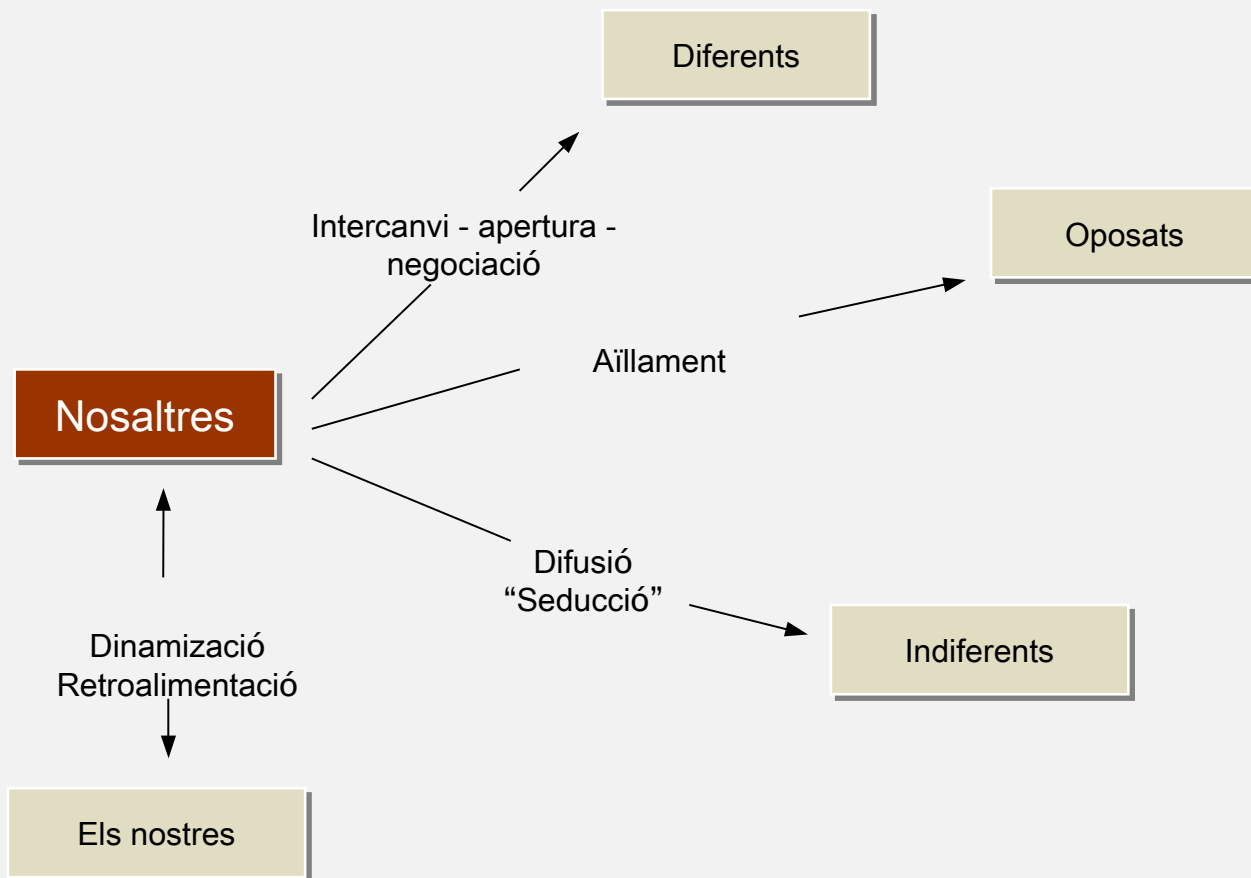 Diferents
Intercanvi - apertura -
negociació
Oposats
Aïllament
Nosaltres
Difusió
“Seducció”
Indiferents
Dinamizació
Retroalimentació
Els nostres